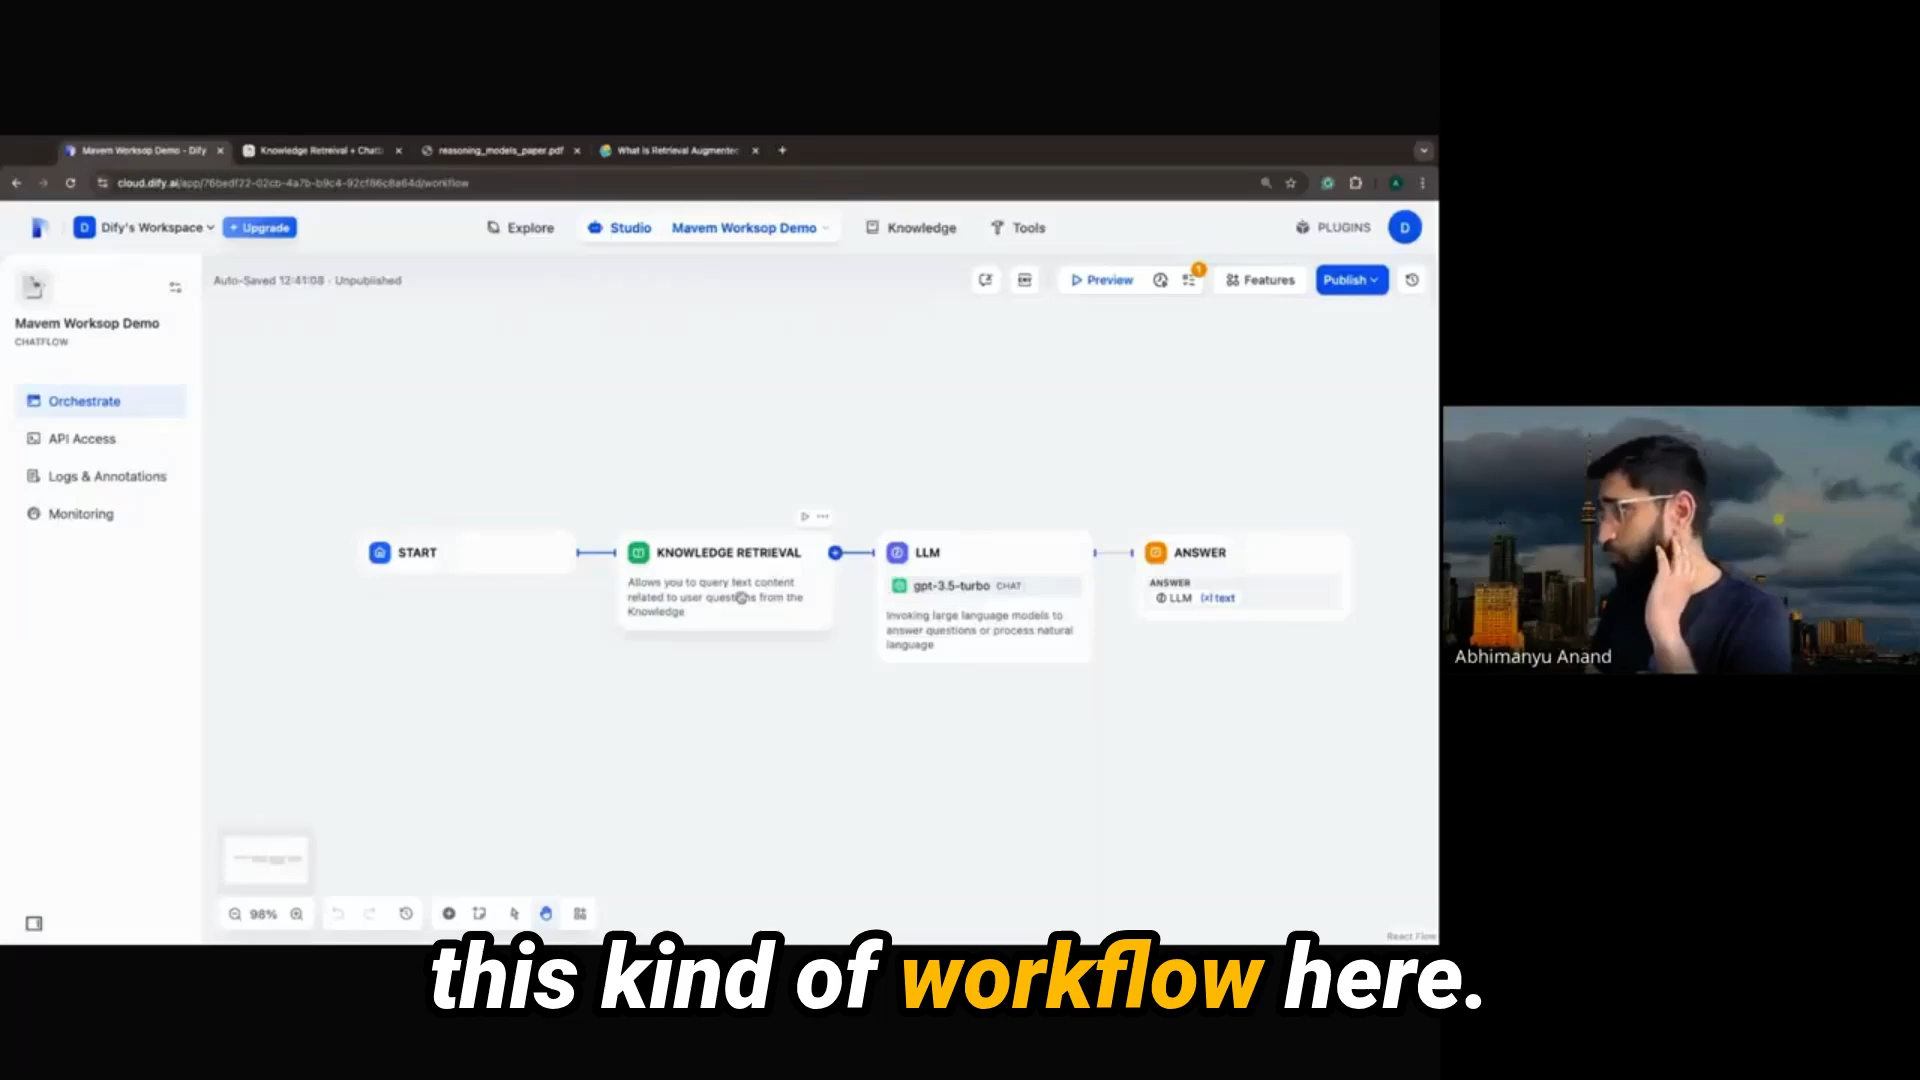 Mavem Worksop Demo - Dify
Knowledge Retreival + Chat
reasoning_models_paper.pdf
What is Retrieval Augmented
cloud.dify.ai/app/76bedf22-02cb-4a7b-b9c4-92cf86c8a64d/workflow
D Dify's Workspace
+ Upgrade
Explore
Studio
Mavem Worksop Demo
Knowledge
Tools
PLUGINS
D
Auto-Saved 12:41:08 · Unpublished
Preview
1
Features
Publish
Mavem Worksop Demo
CHATFLOW
Orchestrate
API Access
Logs & Annotations
Monitoring
START
KNOWLEDGE RETRIEVAL
Allows you to query text content
related to user questions from the
Knowledge
LLM
gpt-3.5-turbo CHAT
Invoking large language models to
answer questions or process natural
language
ANSWER
ANSWER
LLM {x} text
Abhimanyu Anand
98%
React Flow
this kind of workflow here.